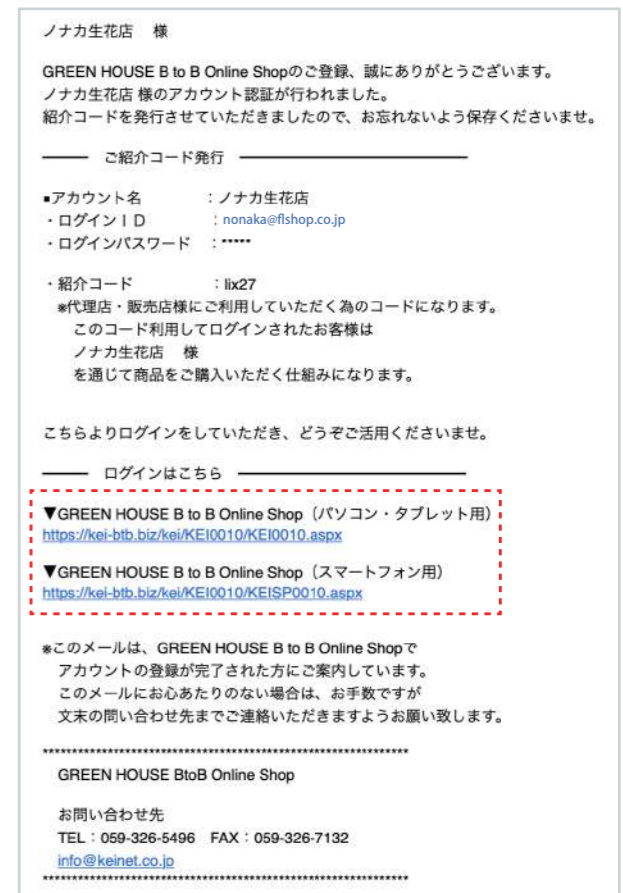 ノナカ生花店　様
GREEN HOUSE B to B Online Shopのご登録、誠にありがとうございます。
ノナカ生花店 様のアカウント認証が行われました。
紹介コードを発行させていただきましたので、お忘れないよう保存くださいませ。
─── ご紹介コード発行 ───────────
▪アカウント名　　　：ノナカ生花店
・ログインＩＤ　　　：nonaka@flshop.co.jp
・ログインパスワード　：*****
・紹介コード　　　　：lix27
※代理店・販売店様にご利用していただく為のコードになります。
このコード利用してログインされたお客様は
ノナカ生花店　様
を通じて商品をご購入いただく仕組みになります。
こちらよりログインをしていただき、どうぞご活用くださいませ。
─── ログインはこちら ───────────
▼GREEN HOUSE B to B Online Shop（パソコン・タブレット用）
https://kei-btb.biz/kei/KEI0010/KEI0010.aspx
▼GREEN HOUSE B to B Online Shop（スマートフォン用）
https://kei-btb.biz/kei/KEI0010/KEISP0010.aspx
※このメールは、GREEN HOUSE B to B Online Shopで
アカウントの登録が完了された方にご案内しています。
このメールにお心あたりのない場合は、お手数ですが
文末の問い合わせ先までご連絡いただきますようお願い致します。
****************************************************************
GREEN HOUSE BtoB Online Shop
お問い合わせ先
TEL：059-326-5496　FAX：059-326-7132
info@keinet.co.jp
****************************************************************